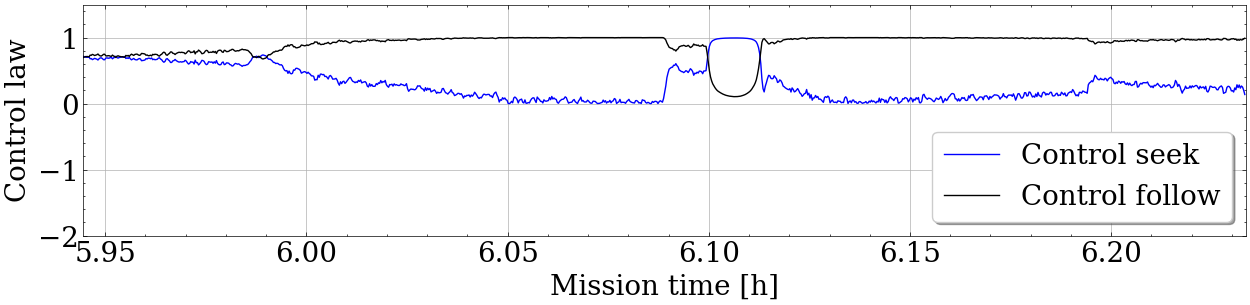 Control law
1
0
−1
−2
Control seek
Control follow
5.95 6.00 6.05 6.10 6.15 6.20
Mission time [h]